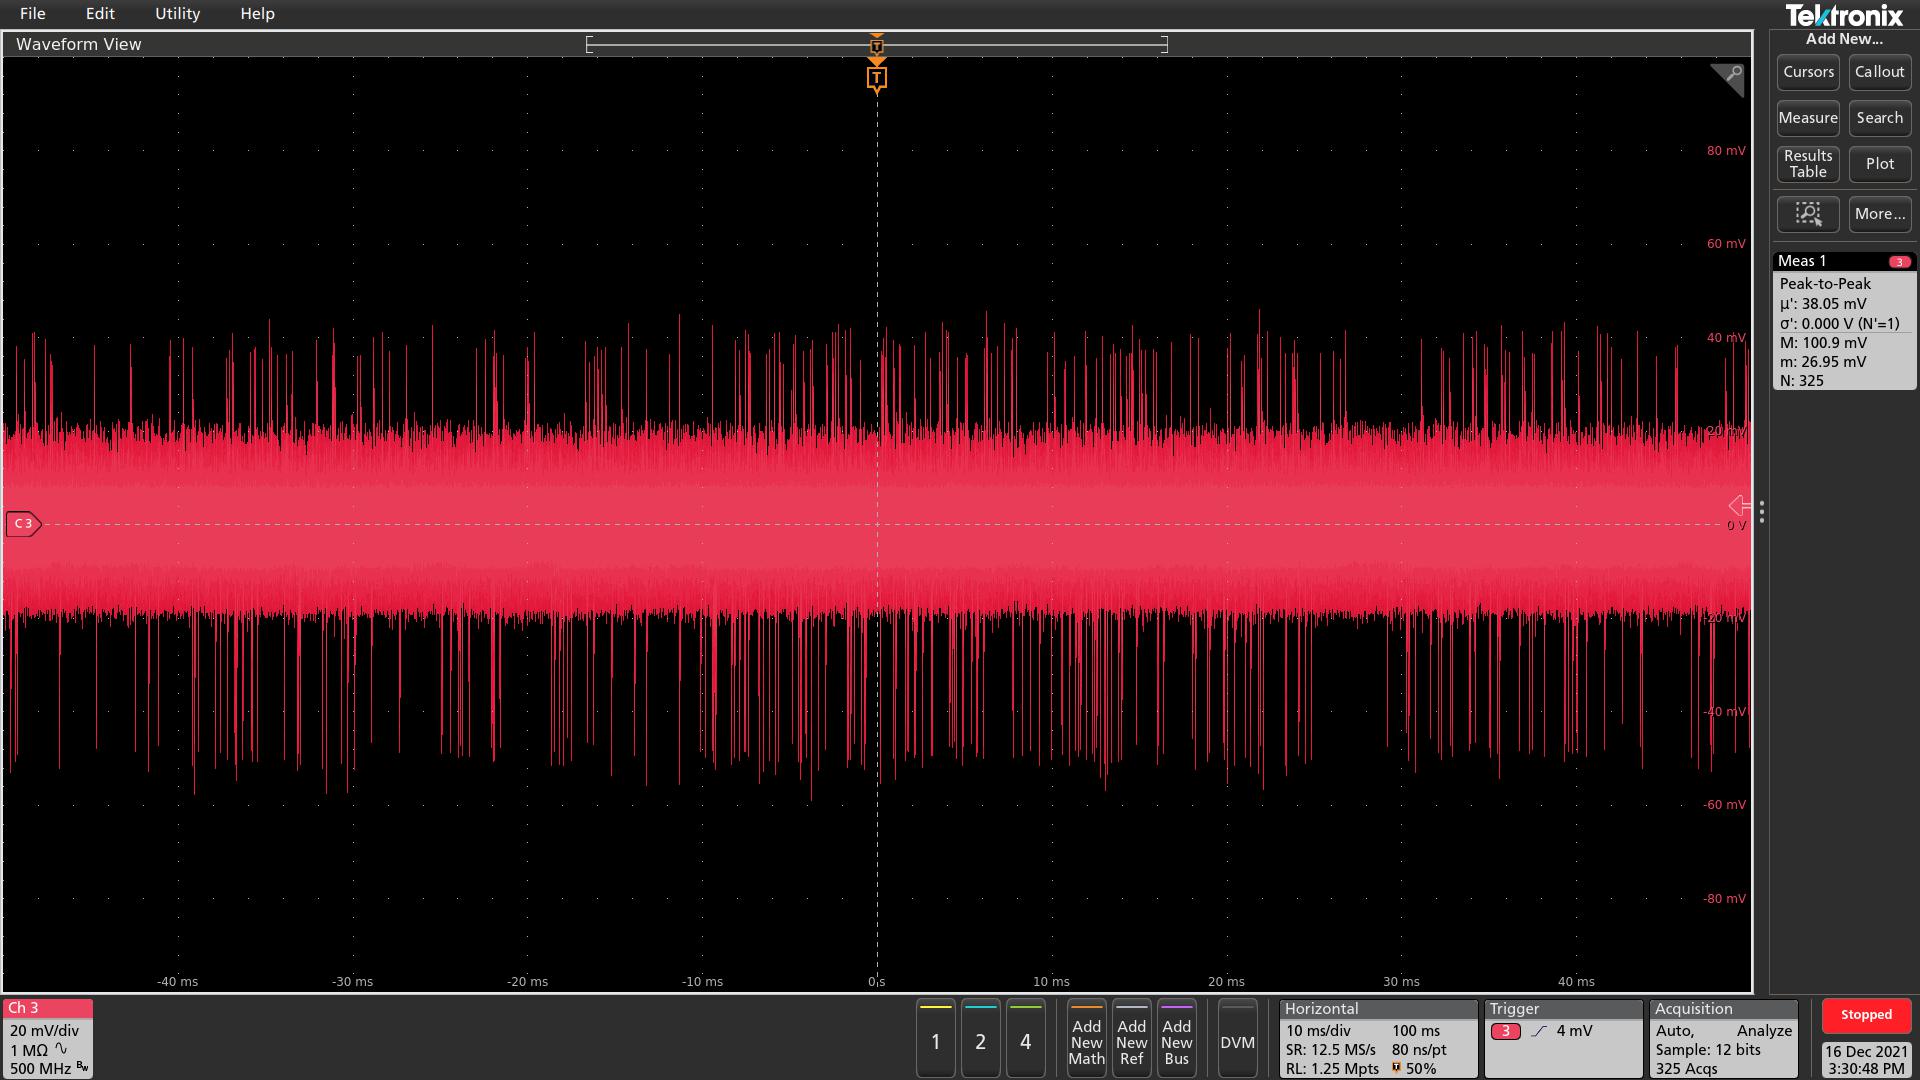 File Edit Utility Help
Tektronix
Waveform View
T
T
Add New...
Cursors Callout
Measure Search
Results Table Plot
More...
80 mV
60 mV
40 mV
20 mV
0 V
-20 mV
-40 mV
-60 mV
-80 mV
C 3
Meas 1 3
Peak-to-Peak
µ': 38.05 mV
σ': 0.000 V (N'=1)
M: 100.9 mV
m: 26.95 mV
N: 325
-40 ms -30 ms -20 ms -10 ms 0 s 10 ms 20 ms 30 ms 40 ms
Ch 3
20 mV/div
1 MΩ
500 MHz Bw
1 2 4
Add New Math
Add New Ref
Add New Bus
DVM
Horizontal
10 ms/div 100 ms
SR: 12.5 MS/s 80 ns/pt
RL: 1.25 Mpts T 50%
Trigger
3 4 mV
Acquisition
Auto, Analyze
Sample: 12 bits
325 Acqs
Stopped
16 Dec 2021
3:30:48 PM